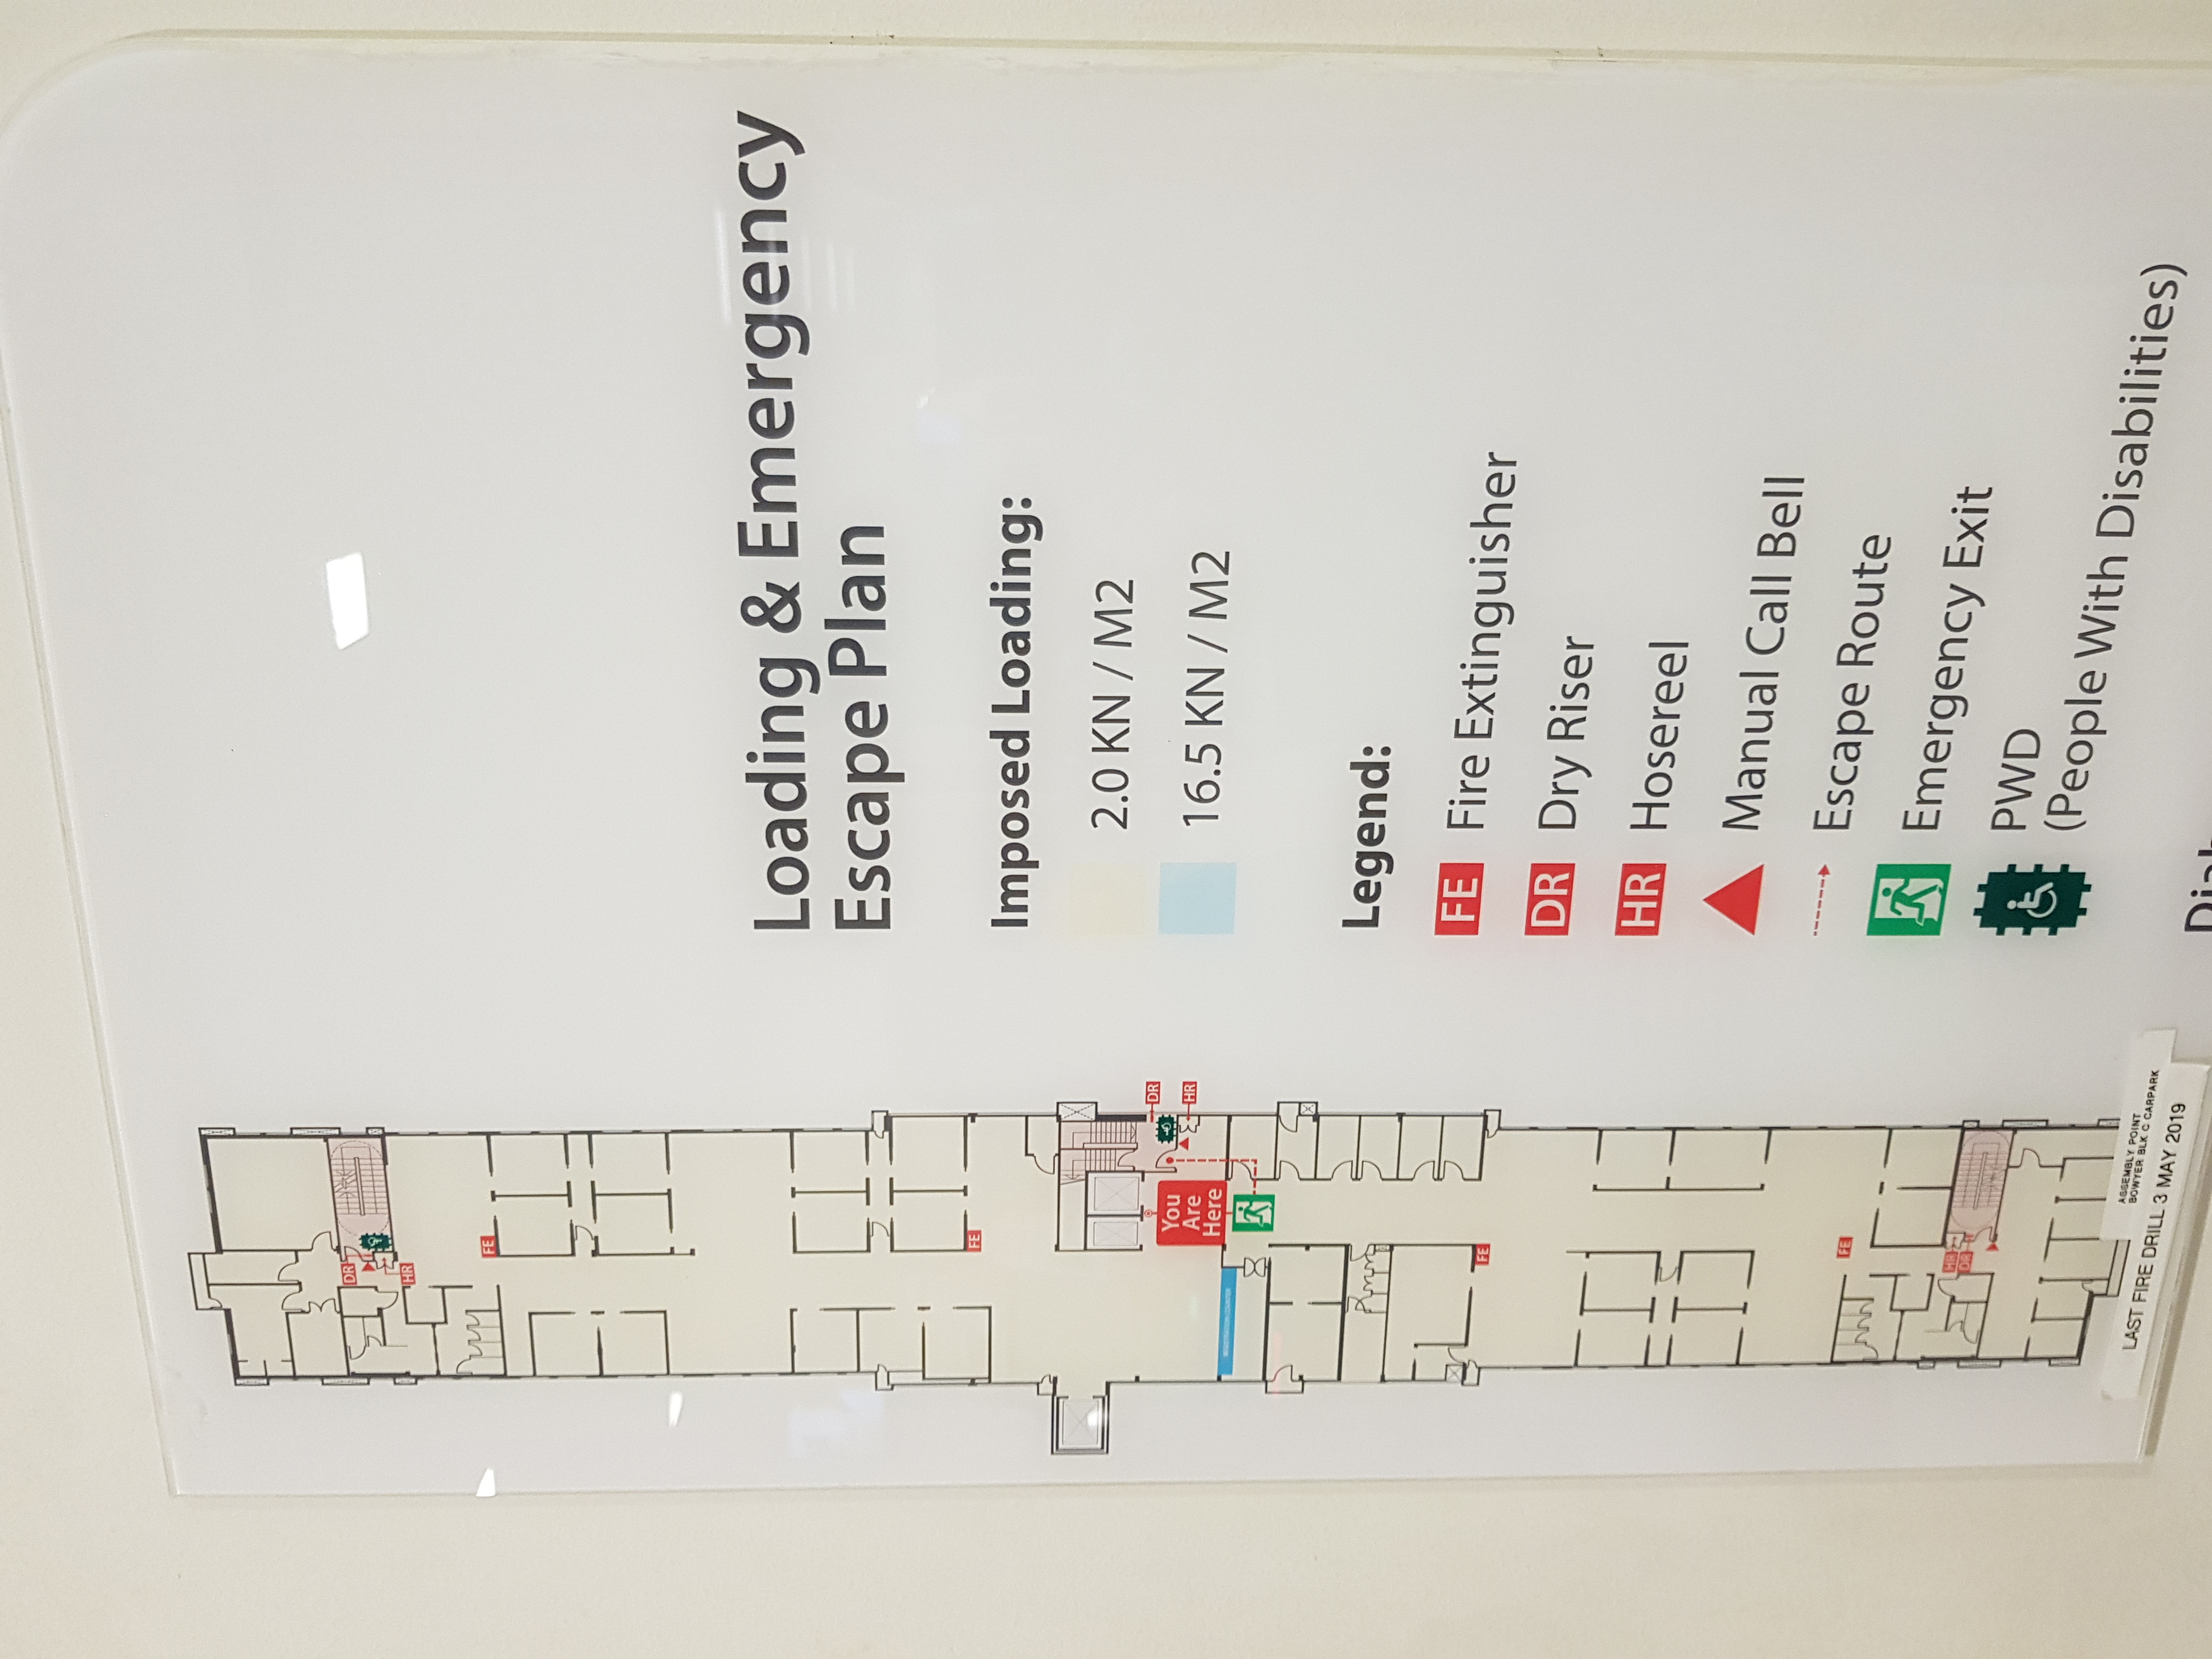 DR
HR
FE
FE
DR
You
Are
Here
HR
REGISTRATION COUNTER
FE
FE
HR
DR
ASSEMBLY POINT
BOWYER BLK C CARPARK
LAST FIRE DRILL 3 MAY 2019
Loading & Emergency
Escape Plan
Imposed Loading:
2.0 KN / M2
16.5 KN / M2
Legend:
FE Fire Extinguisher
DR Dry Riser
HR Hosereel
Manual Call Bell
Escape Route
Emergency Exit
PWD
(People With Disabilities)